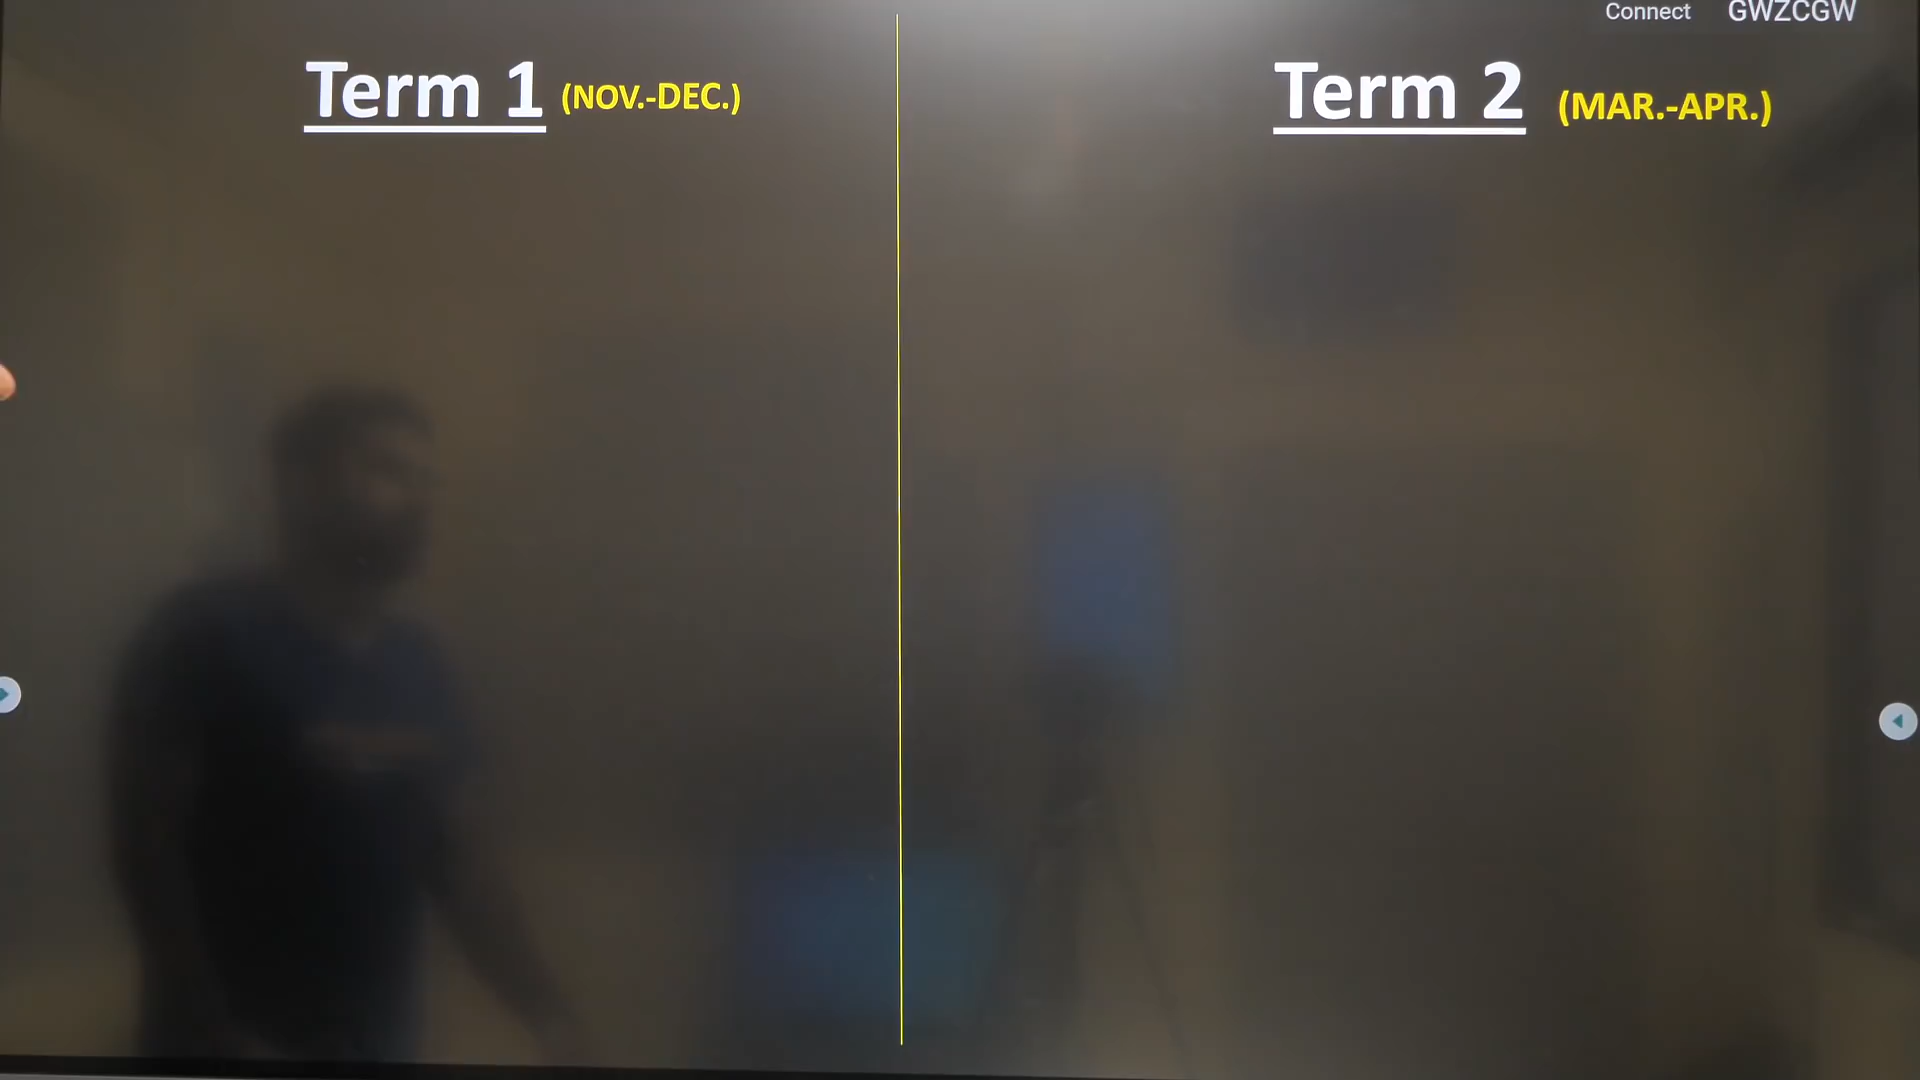 Connect GWZCGW
Term 1 (NOV.-DEC.)
Term 2 (MAR.-APR.)